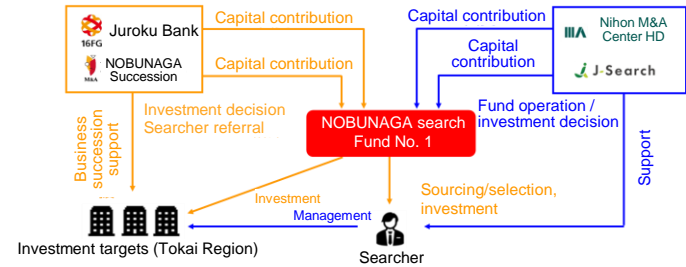 16FG
Juroku Bank
M&A
NOBUNAGA
Succession
Capital contribution
Capital contribution
Capital contribution
Capital
contribution
Nihon M&A
Center HD
J-Search
Investment decision
Searcher referral
NOBUNAGA search
Fund No. 1
Fund operation /
investment decision
Business
succession
support
Support
Investment
Management
Sourcing/selection,
investment
Investment targets (Tokai Region)
Searcher